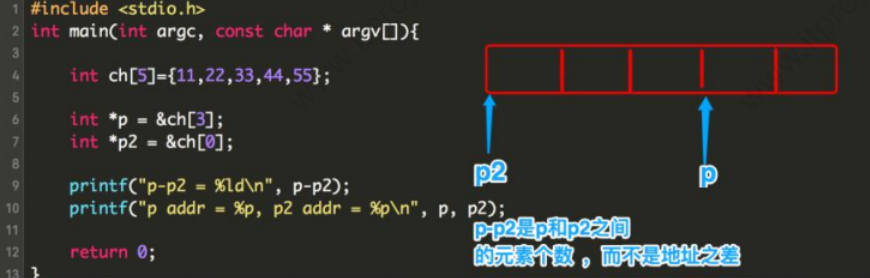 1 #include <stdio.h>
2 int main(int argc, const char * argv[]){
3
4 int ch[5]={11,22,33,44,55};
5
6 int *p = &ch[3];
7 int *p2 = &ch[0];
8
9 printf("p-p2 = %ld\n", p-p2);
10 printf("p addr = %p, p2 addr = %p\n", p, p2);
11
12 return 0;
13 }
p2
p
p-p2是p和p2之间
的元素个数，而不是地址之差